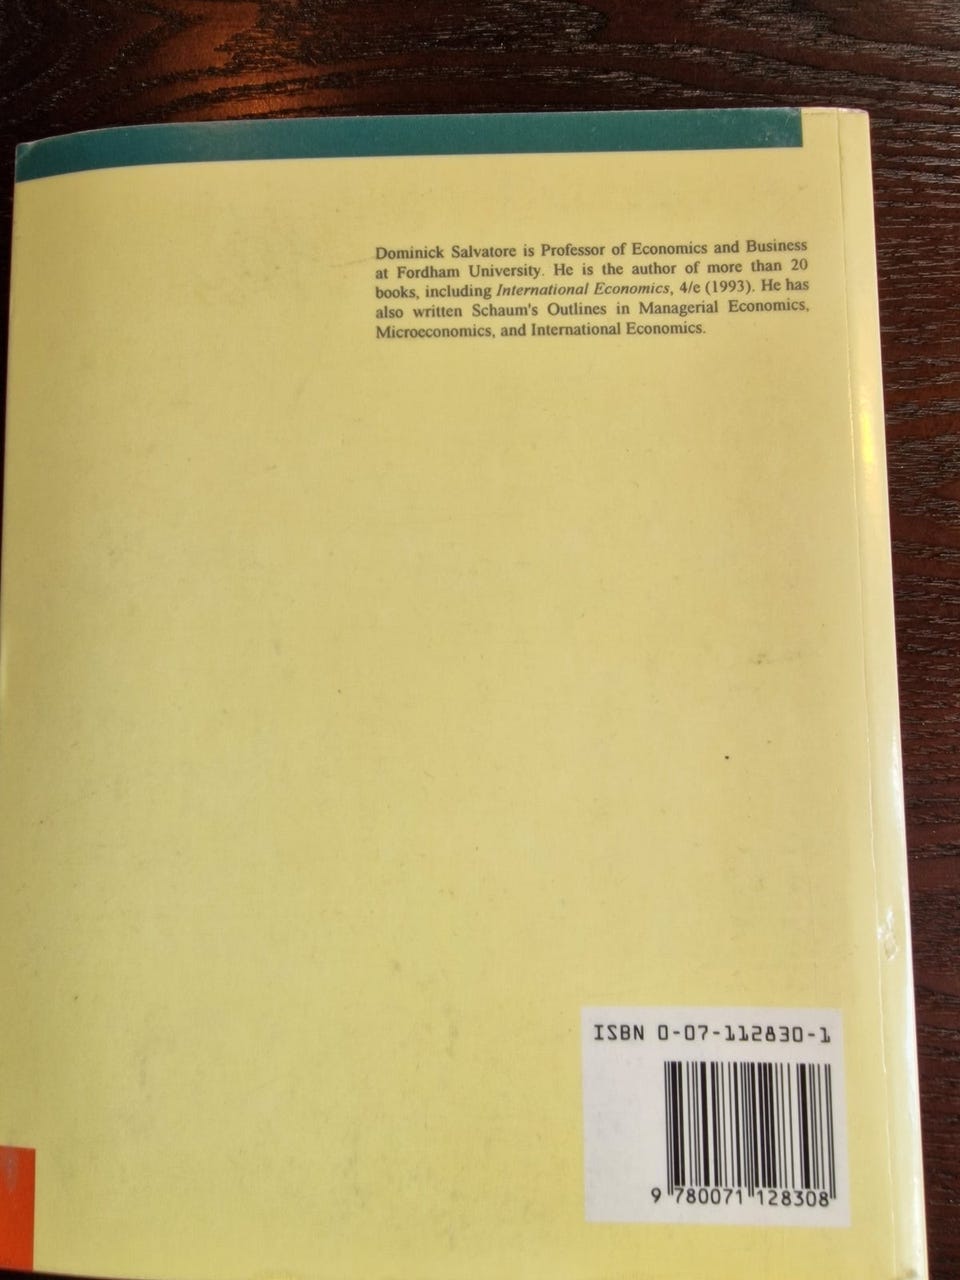 Dominick Salvatore is Professor of Economics and Business
at Fordham University. He is the author of more than 20
books, including International Economics, 4/e (1993). He has
also written Schaum's Outlines in Managerial Economics,
Microeconomics, and International Economics.
ISBN 0-07-112830-1
9 780071 128308